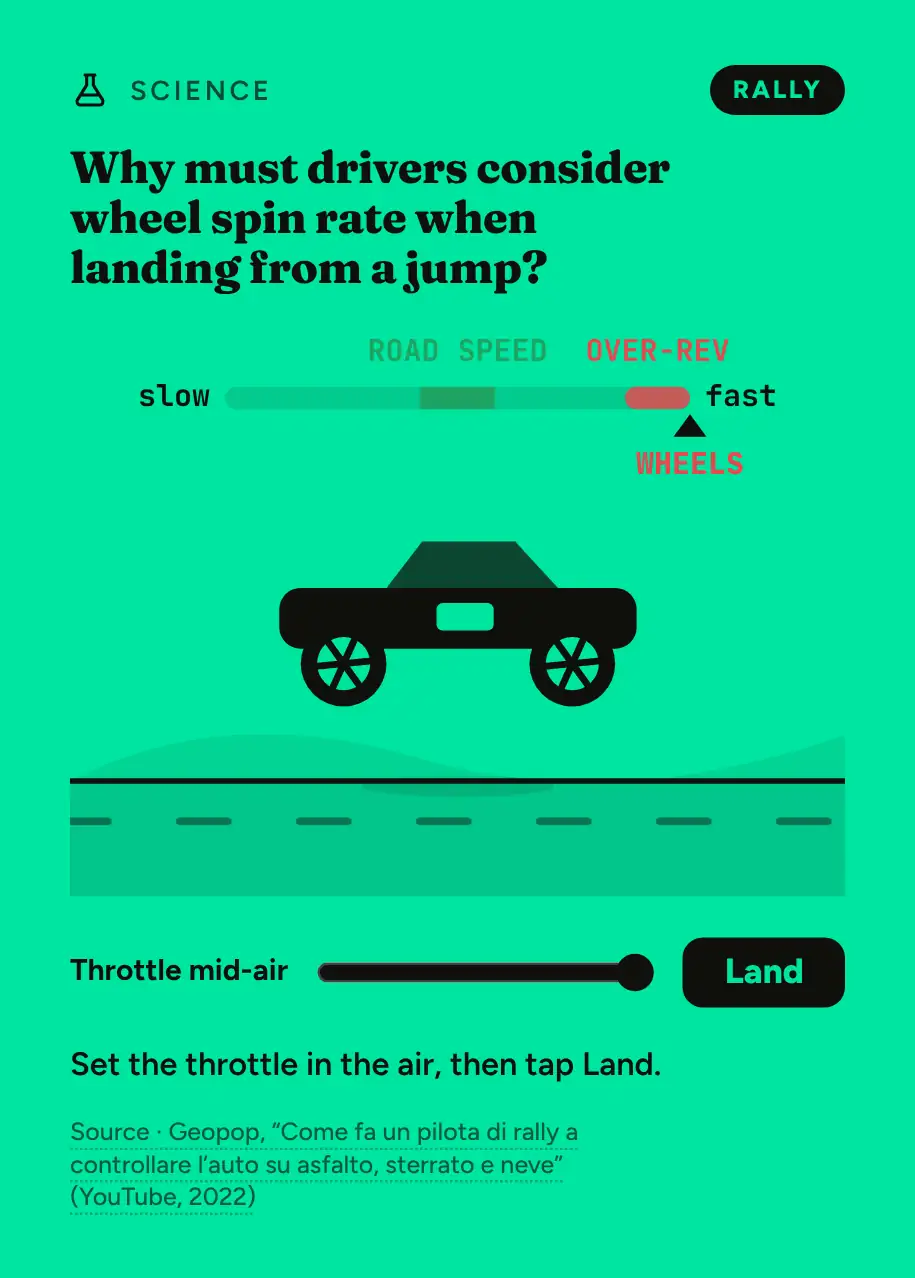 SCIENCE
RALLY
Why must drivers consider
wheel spin rate when
landing from a jump?
ROAD SPEED OVER-REV
slow fast
WHEELS
Throttle mid-air
Land
Set the throttle in the air, then tap Land.
Source · Geopop, “Come fa un pilota di rally a
controllare l’auto su asfalto, sterrato e neve”
(YouTube, 2022)